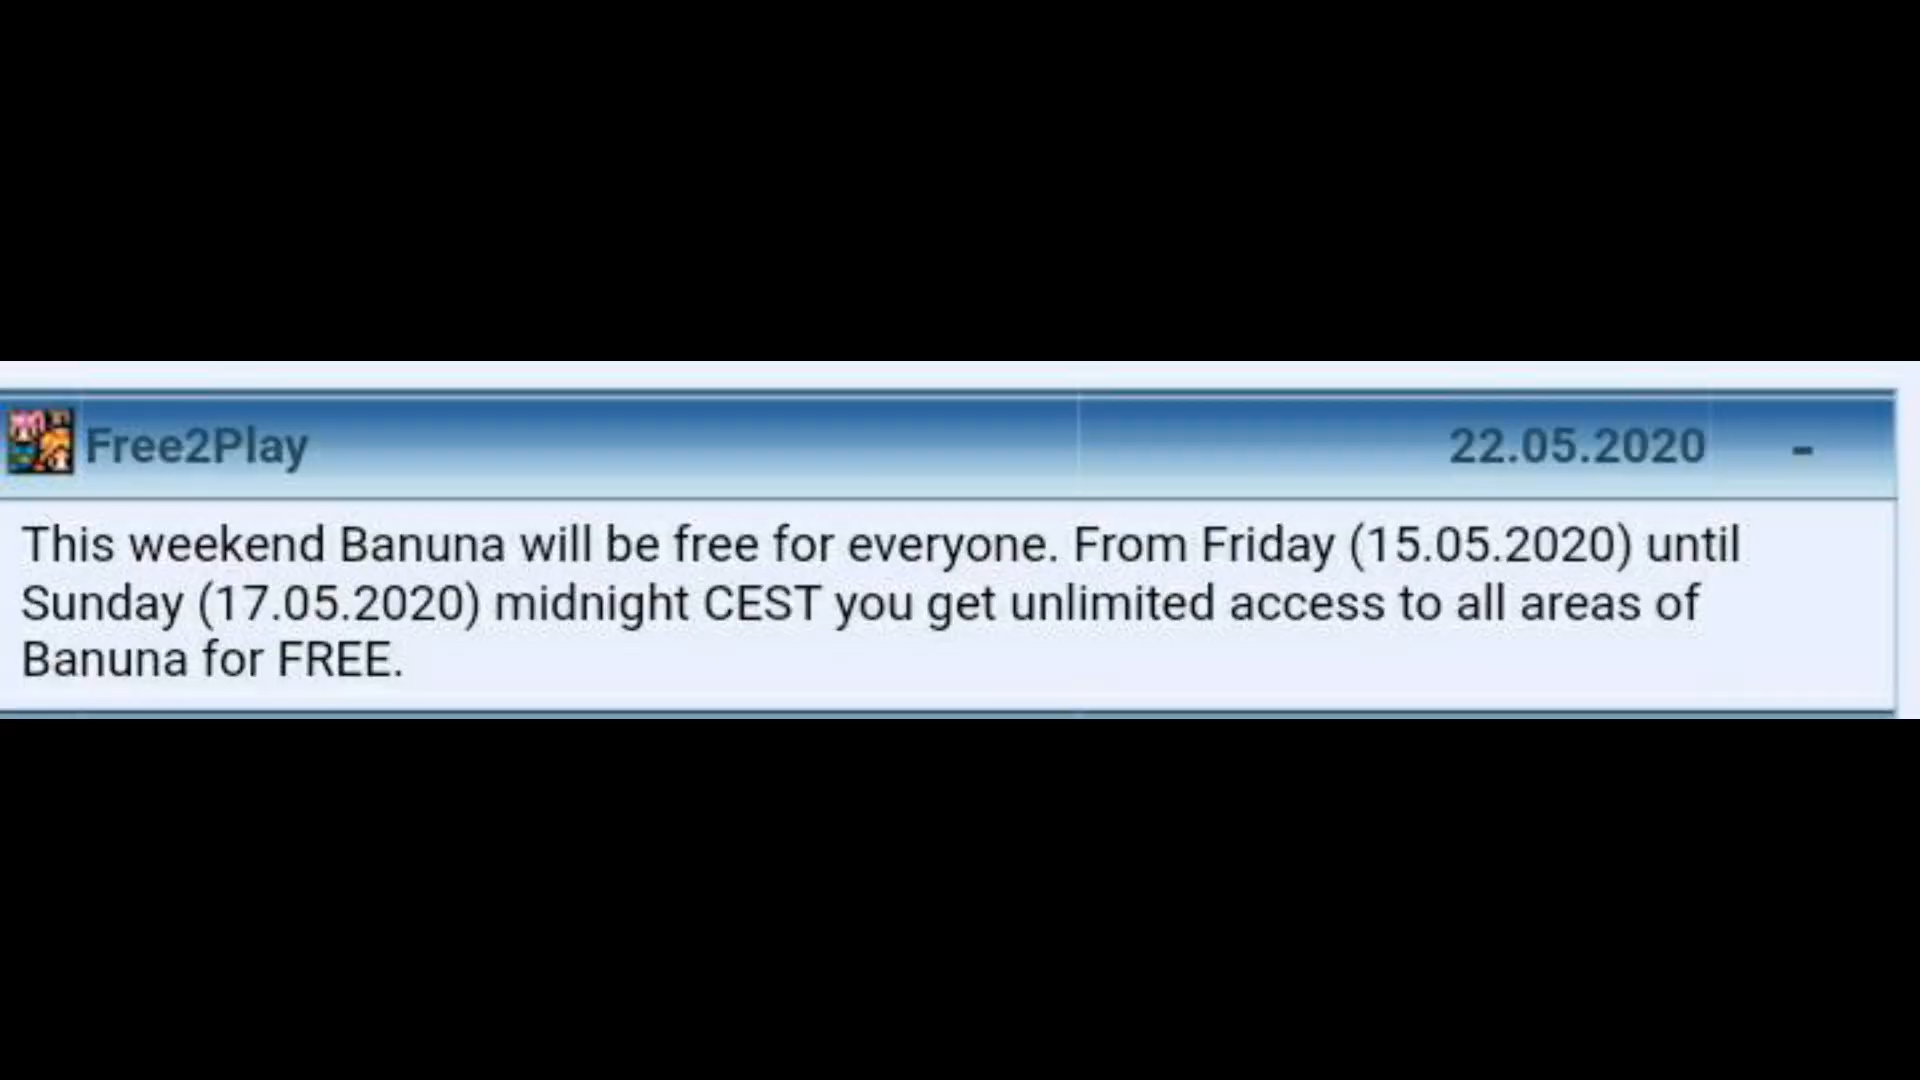 Free2Play 22.05.2020 -
This weekend Banuna will be free for everyone. From Friday (15.05.2020) until
Sunday (17.05.2020) midnight CEST you get unlimited access to all areas of
Banuna for FREE.